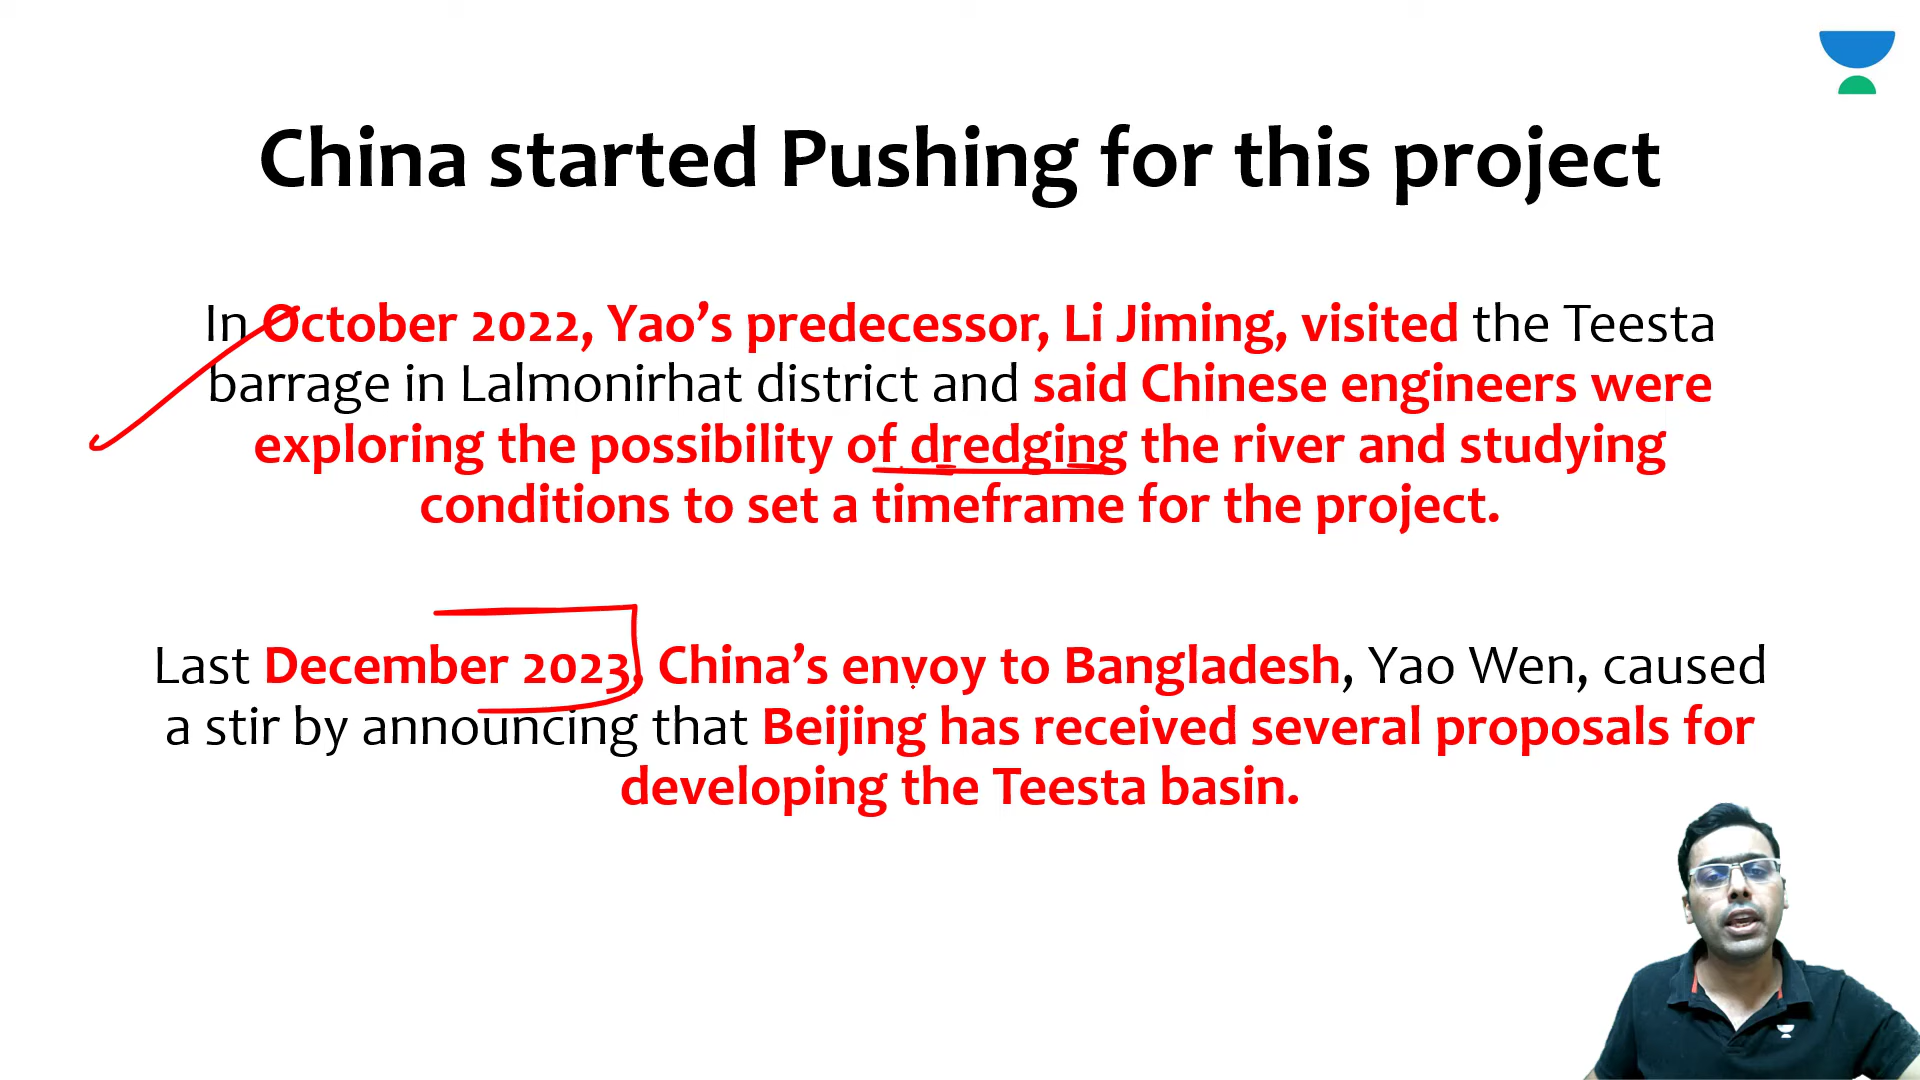 China started Pushing for this project
In October 2022, Yao’s predecessor, Li Jiming, visited the Teesta
barrage in Lalmonirhat district and said Chinese engineers were
exploring the possibility of dredging the river and studying
conditions to set a timeframe for the project.
Last December 2023, China’s envoy to Bangladesh, Yao Wen, caused
a stir by announcing that Beijing has received several proposals for
developing the Teesta basin.